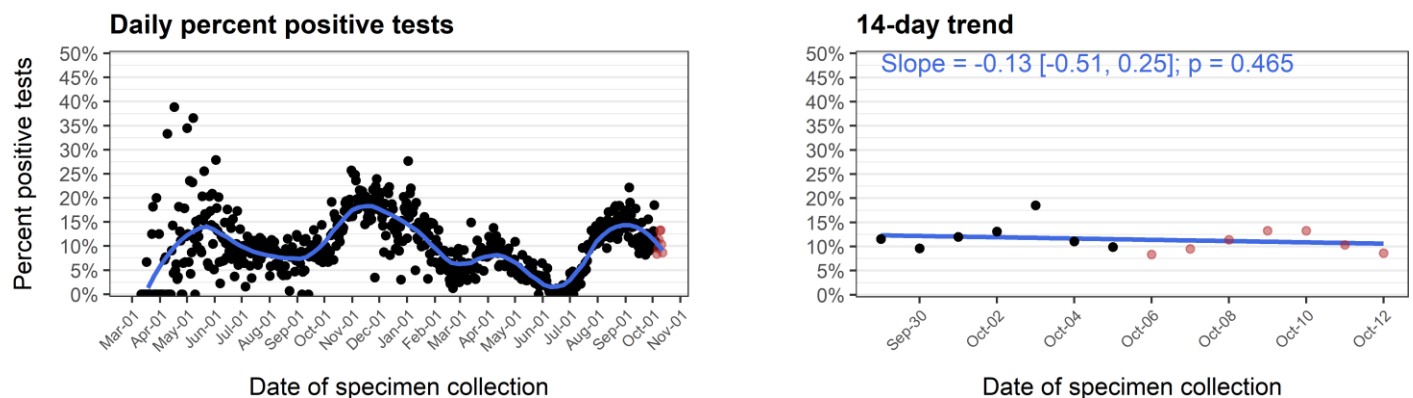 Daily percent positive tests
Percent positive tests
50%
45%
40%
35%
30%
25%
20%
15%
10%
5%
0%
Mar-01
Apr-01
May-01
Jun-01
Jul-01
Aug-01
Sep-01
Oct-01
Nov-01
Dec-01
Jan-01
Feb-01
Mar-01
Apr-01
May-01
Jun-01
Jul-01
Aug-01
Sep-01
Oct-01
Nov-01
Date of specimen collection
14-day trend
Slope = -0.13 [-0.51, 0.25]; p = 0.465
50%
45%
40%
35%
30%
25%
20%
15%
10%
5%
0%
Sep-30
Oct-02
Oct-04
Oct-06
Oct-08
Oct-10
Oct-12
Date of specimen collection